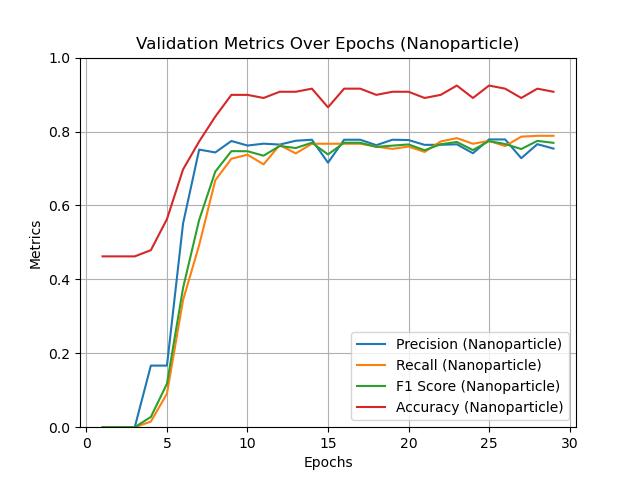 Validation Metrics Over Epochs (Nanoparticle)
1.0
0.8
0.6
0.4
0.2
0.0
Metrics
0 5 10 15 20 25 30
Epochs
Precision (Nanoparticle)
Recall (Nanoparticle)
F1 Score (Nanoparticle)
Accuracy (Nanoparticle)